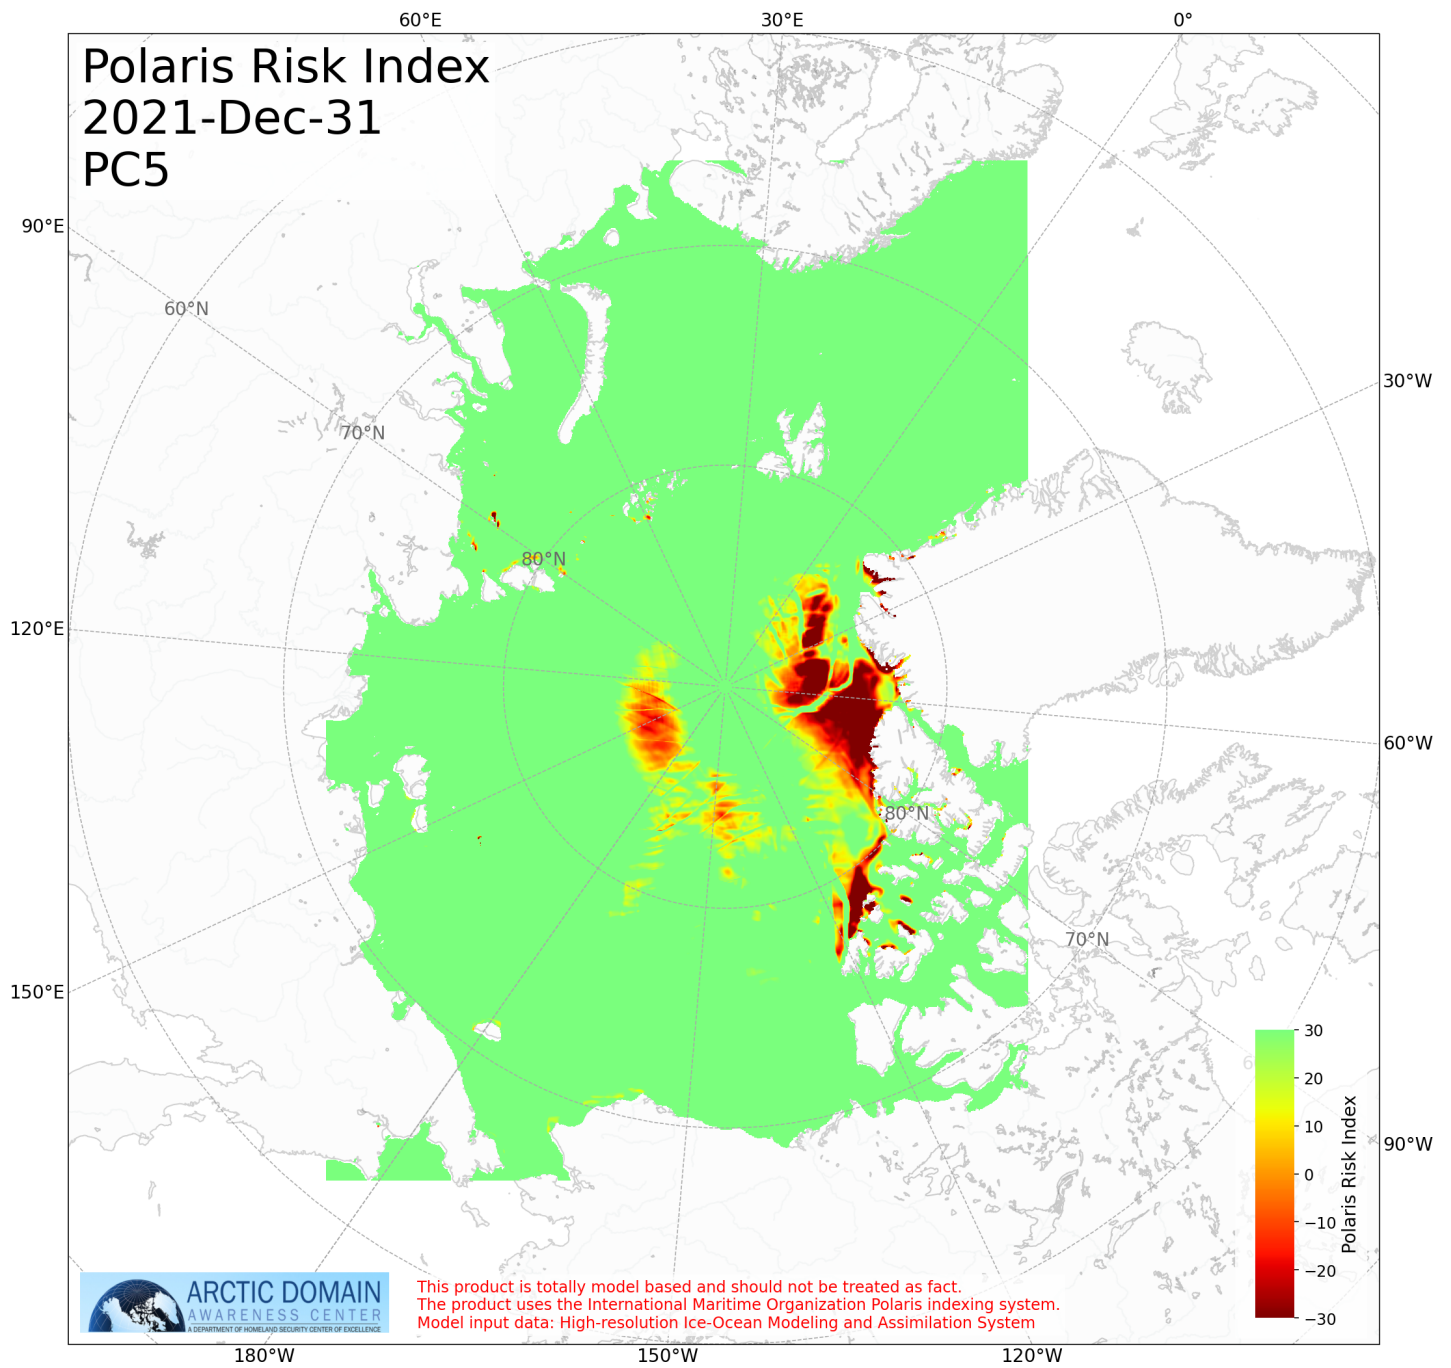 60°E 30°E 0°
Polaris Risk Index
2021-Dec-31
PC5
90°E
60°N
30°W
70°N
80°N
120°E
60°W
80°N
70°N
150°E
30
20
10
0
−10
−20
−30
Polaris Risk Index
90°W
ARCTIC DOMAIN
AWARENESS CENTER
A DEPARTMENT OF HOMELAND SECURITY CENTER OF EXCELLENCE
This product is totally model based and should not be treated as fact.
The product uses the International Maritime Organization Polaris indexing system.
Model input data: High-resolution Ice-Ocean Modeling and Assimilation System
180°W 150°W 120°W